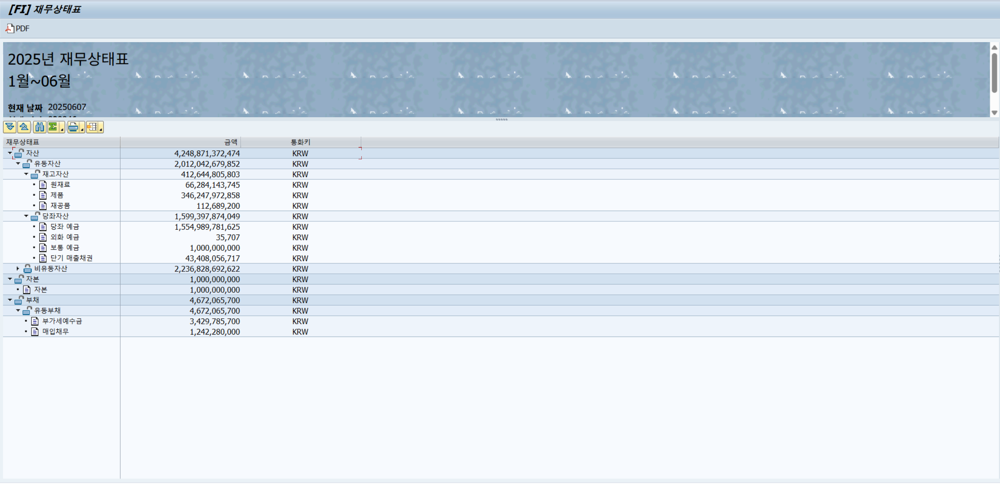 [FI] 재무상태표
PDF
2025년 재무상태표
1월~06월
현재 날짜 20250607
재무상태표 금액 통화키
자산 4,248,871,372,474 KRW
유동자산 2,012,042,679,852 KRW
재고자산 412,644,805,803 KRW
원재료 66,284,143,745 KRW
제품 346,247,972,858 KRW
재공품 112,689,200 KRW
당좌자산 1,599,397,874,049 KRW
당좌 예금 1,554,989,781,625 KRW
외화 예금 35,707 KRW
보통 예금 1,000,000,000 KRW
단기 매출채권 43,408,056,717 KRW
비유동자산 2,236,828,692,622 KRW
자본 1,000,000,000 KRW
자본 1,000,000,000 KRW
부채 4,672,065,700 KRW
유동부채 4,672,065,700 KRW
부가세예수금 3,429,785,700 KRW
매입채무 1,242,280,000 KRW